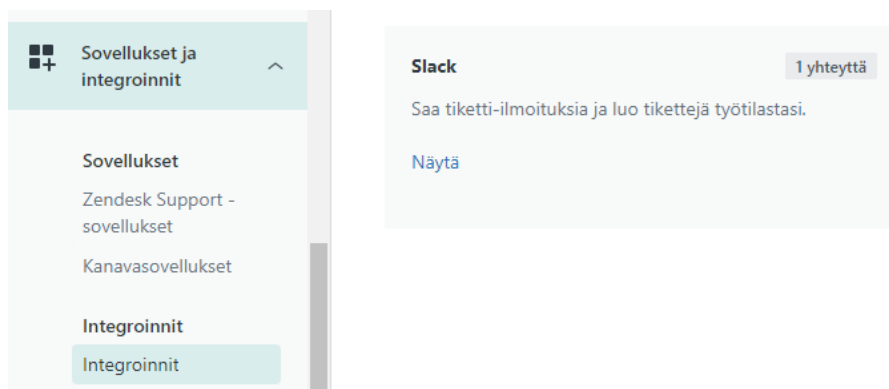 Sovellukset ja
integroinnit
Sovellukset
Zendesk Support -
sovellukset
Kanavasovellukset
Integroinnit
Integroinnit
Slack
1 yhteyttä
Saa tiketti-ilmoituksia ja luo tikettejä työtilastasi.
Näytä